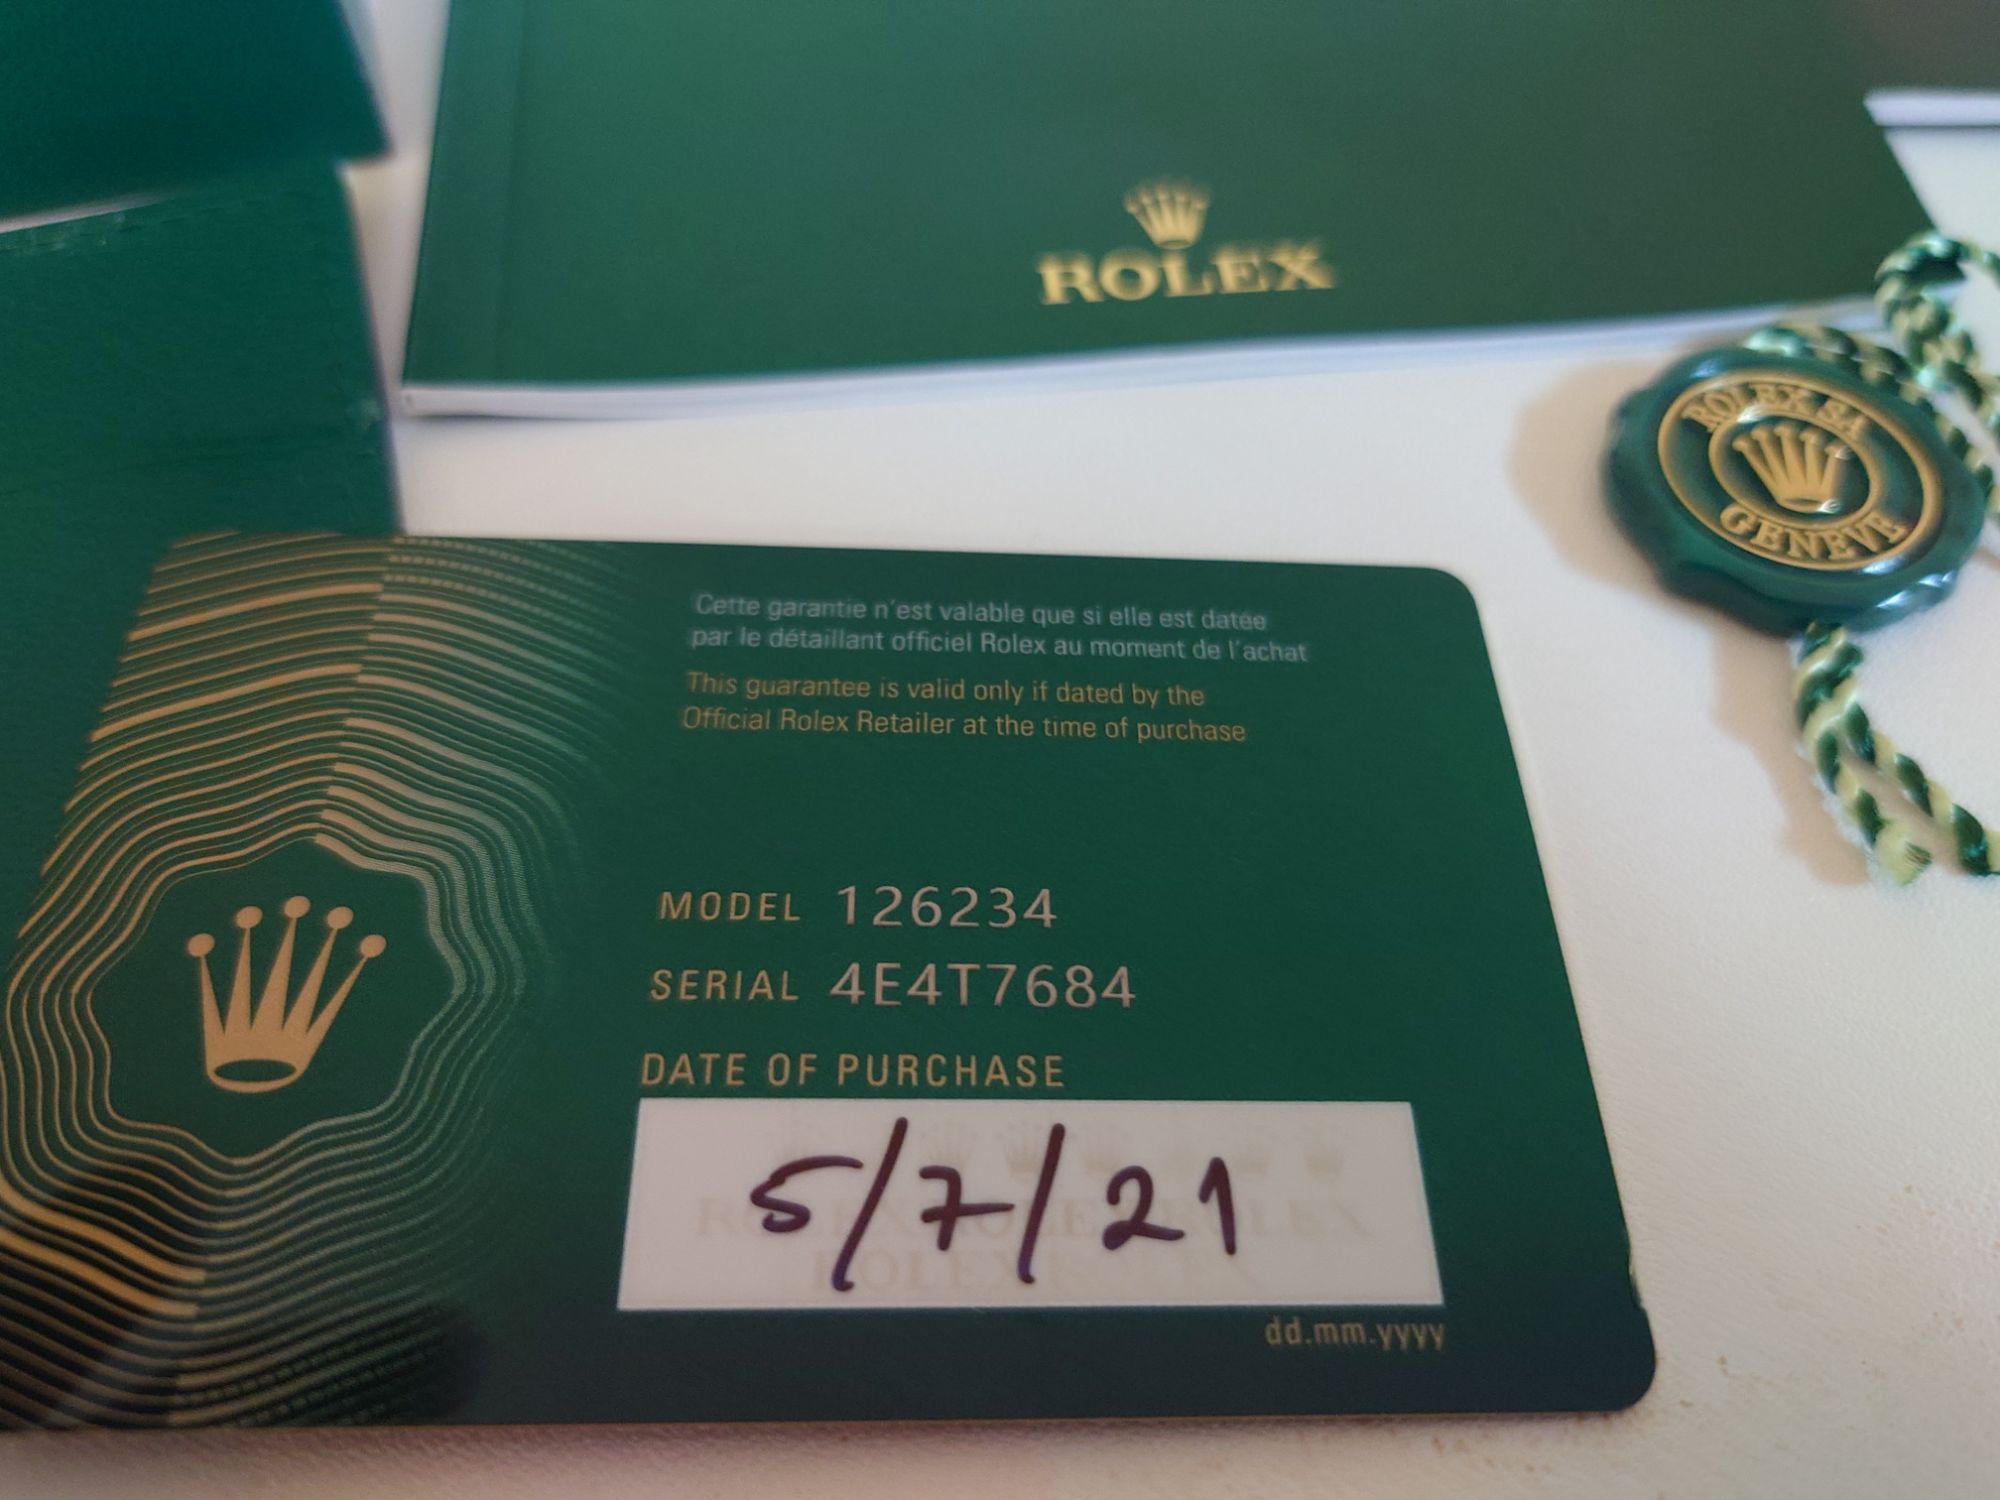 ROLEX
ROLEX SA
GENEVE
Cette garantie n'est valable que si elle est datée
par le détaillant officiel Rolex au moment de l'achat
This guarantee is valid only if dated by the
Official Rolex Retailer at the time of purchase
MODEL 126234
SERIAL 4E4T7684
DATE OF PURCHASE
5/7/21
dd.mm.yyyy